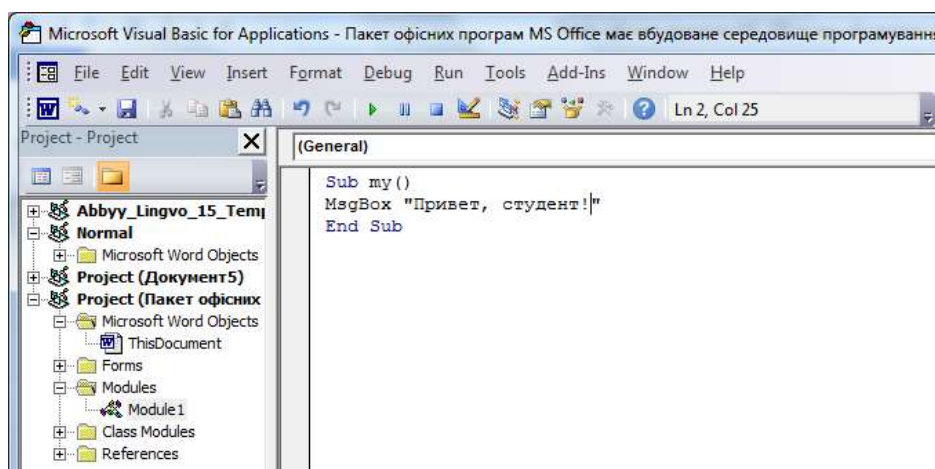 Microsoft Visual Basic for Applications - Пакет офісних програм MS Office має вбудоване середовище програмування
File Edit View Insert Format Debug Run Tools Add-Ins Window Help
Ln 2, Col 25
Project - Project
(General)
Sub my()
MsgBox "Привет, студент!"
End Sub
Abbyy_Lingvo_15_Temp
Normal
Microsoft Word Objects
Project (Документ5)
Project (Пакет офісних
Microsoft Word Objects
ThisDocument
Forms
Modules
Module1
Class Modules
References